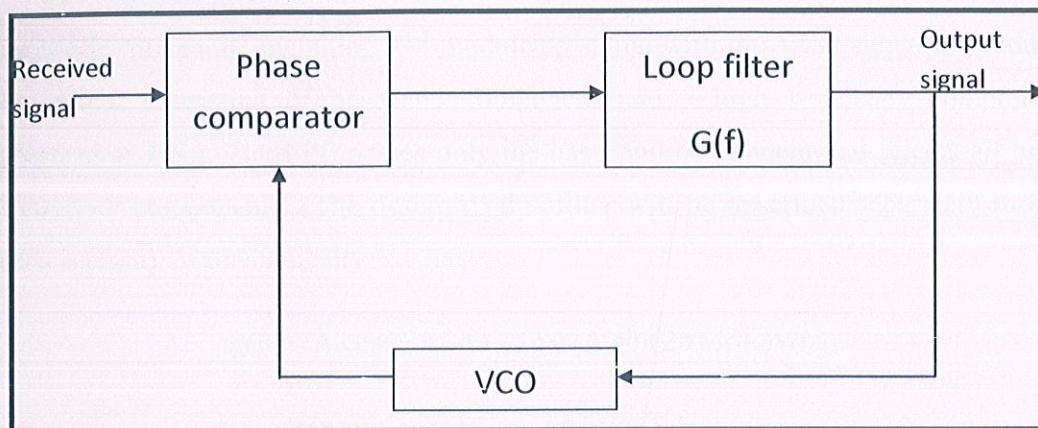 Received
signal
Phase
comparator
Loop filter
G(f)
Output
signal
VCO